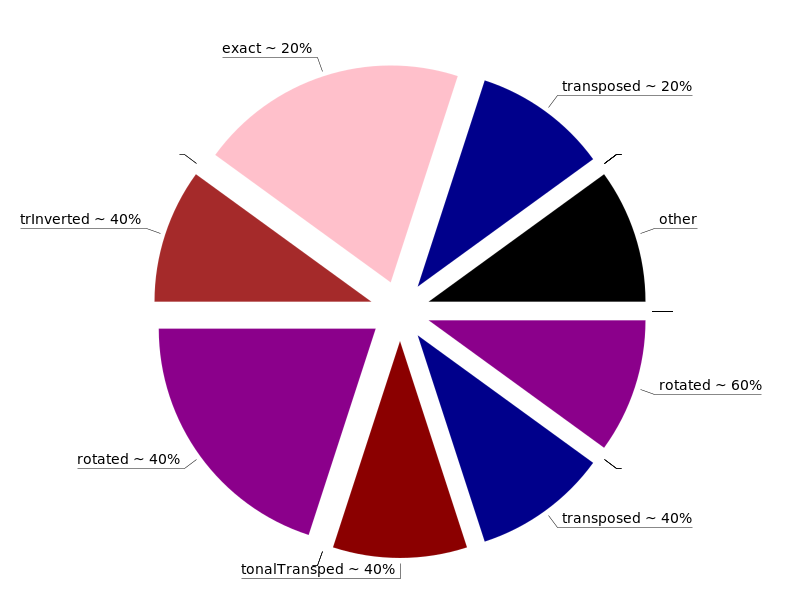 exact ~ 20%
transposed ~ 20%
trInverted ~ 40%
other
rotated ~ 60%
rotated ~ 40%
transposed ~ 40%
tonalTransped ~ 40%